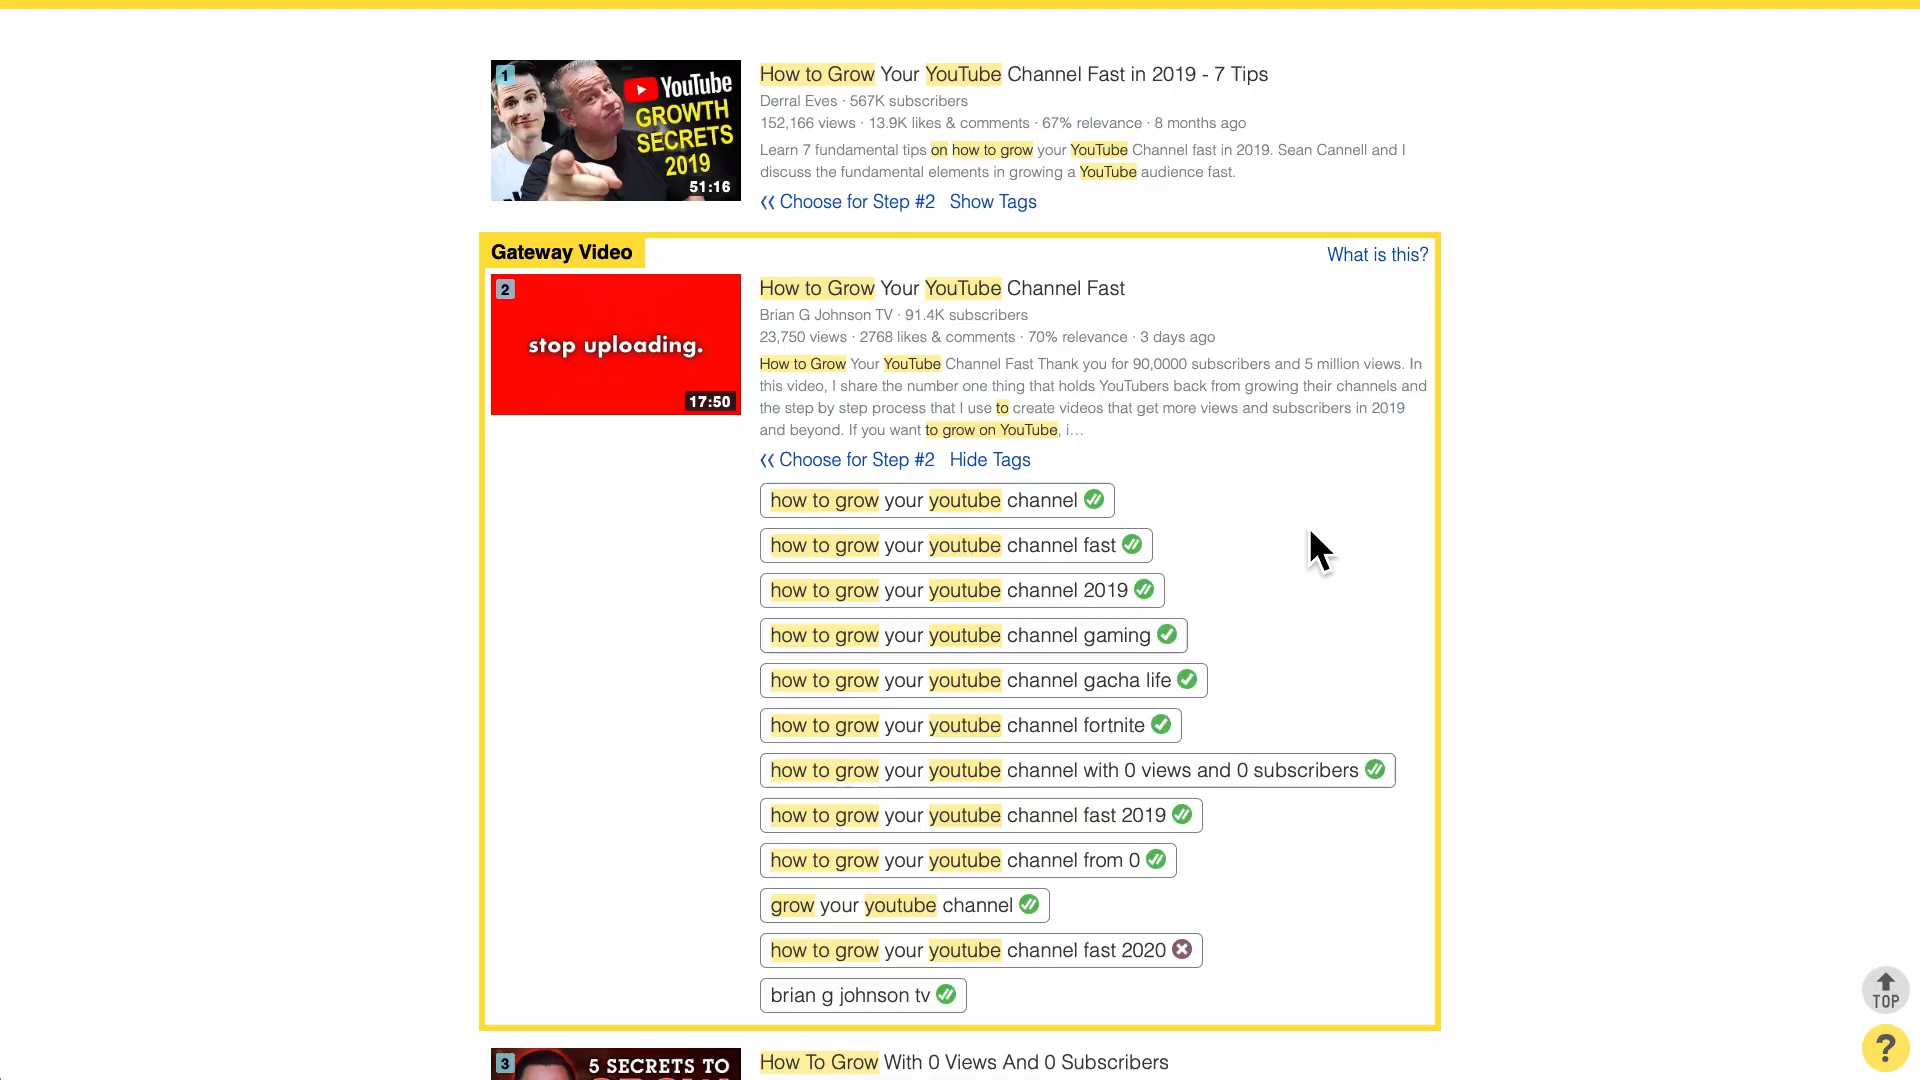 1
YouTube
GROWTH
SECRETS
2019
51:16
How to Grow Your YouTube Channel Fast in 2019 - 7 Tips
Derral Eves · 567K subscribers
152,166 views · 13.9K likes & comments · 67% relevance · 8 months ago
Learn 7 fundamental tips on how to grow your YouTube Channel fast in 2019. Sean Cannell and I
discuss the fundamental elements in growing a YouTube audience fast.
Choose for Step #2 Show Tags
Gateway Video
What is this?
2
stop uploading.
17:50
How to Grow Your YouTube Channel Fast
Brian G Johnson TV · 91.4K subscribers
23,750 views · 2768 likes & comments · 70% relevance · 3 days ago
How to Grow Your YouTube Channel Fast Thank you for 90,0000 subscribers and 5 million views. In
this video, I share the number one thing that holds YouTubers back from growing their channels and
the step by step process that I use to create videos that get more views and subscribers in 2019
and beyond. If you want to grow on YouTube, i…
Choose for Step #2 Hide Tags
how to grow your youtube channel
how to grow your youtube channel fast
how to grow your youtube channel 2019
how to grow your youtube channel gaming
how to grow your youtube channel gacha life
how to grow your youtube channel fortnite
how to grow your youtube channel with 0 views and 0 subscribers
how to grow your youtube channel fast 2019
how to grow your youtube channel from 0
grow your youtube channel
how to grow your youtube channel fast 2020
brian g johnson tv
TOP
?
3
5 SECRETS TO
How To Grow With 0 Views And 0 Subscribers